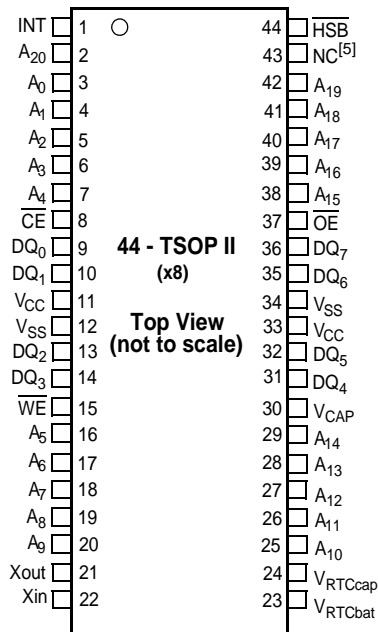 INT 1 44 HSB
A20 2 43 NC[5]
A0 3 42 A19
A1 4 41 A18
A2 5 40 A17
A3 6 39 A16
A4 7 38 A15
CE 8 37 OE
DQ0 9 44 - TSOP II 36 DQ7
DQ1 10 (x8) 35 DQ6
VCC 11 34 VSS
VSS 12 Top View 33 VCC
DQ2 13 (not to scale) 32 DQ5
DQ3 14 31 DQ4
WE 15 30 VCAP
A5 16 29 A14
A6 17 28 A13
A7 18 27 A12
A8 19 26 A11
A9 20 25 A10
Xout 21 24 VRTCcap
Xin 22 23 VRTCbat